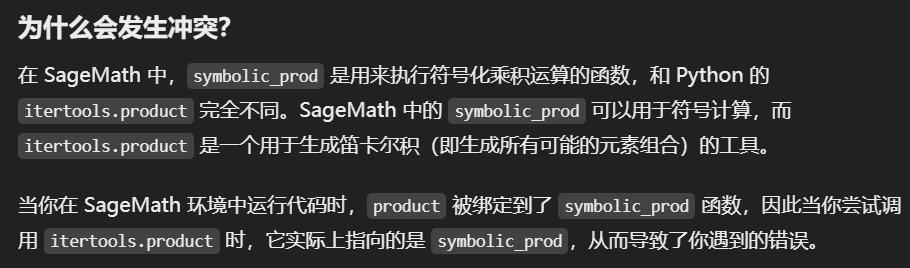 为什么会发生冲突？
在 SageMath 中，symbolic_prod 是用来执行符号化乘积运算的函数，和 Python 的
itertools.product 完全不同。SageMath 中的 symbolic_prod 可以用于符号计算，而
itertools.product 是一个用于生成笛卡尔积（即生成所有可能的元素组合）的工具。
当你在 SageMath 环境中运行代码时，product 被绑定到了 symbolic_prod 函数，因此当你尝试调
用 itertools.product 时，它实际上指向的是 symbolic_prod，从而导致了你遇到的错误。